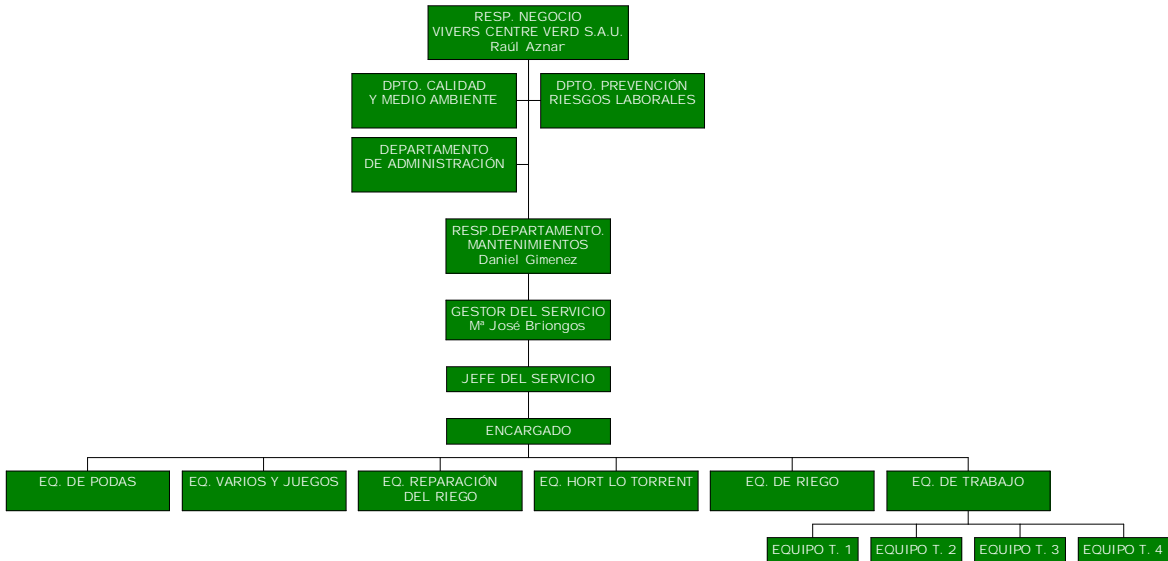 RESP. NEGOCIO
VIVERS CENTRE VERD S.A.U.
Raúl Aznar
DPTO. CALIDAD
Y MEDIO AMBIENTE
DPTO. PREVENCIÓN
RIESGOS LABORALES
DEPARTAMENTO
DE ADMINISTRACIÓN
RESP.DEPARTAMENTO.
MANTENIMIENTOS
Daniel Gimenez
GESTOR DEL SERVICIO
Mª José Briongos
JEFE DEL SERVICIO
ENCARGADO
EQ. DE PODAS
EQ. VARIOS Y JUEGOS
EQ. REPARACIÓN
DEL RIEGO
EQ. HORT LO TORRENT
EQ. DE RIEGO
EQ. DE TRABAJO
EQUIPO T. 1
EQUIPO T. 2
EQUIPO T. 3
EQUIPO T. 4